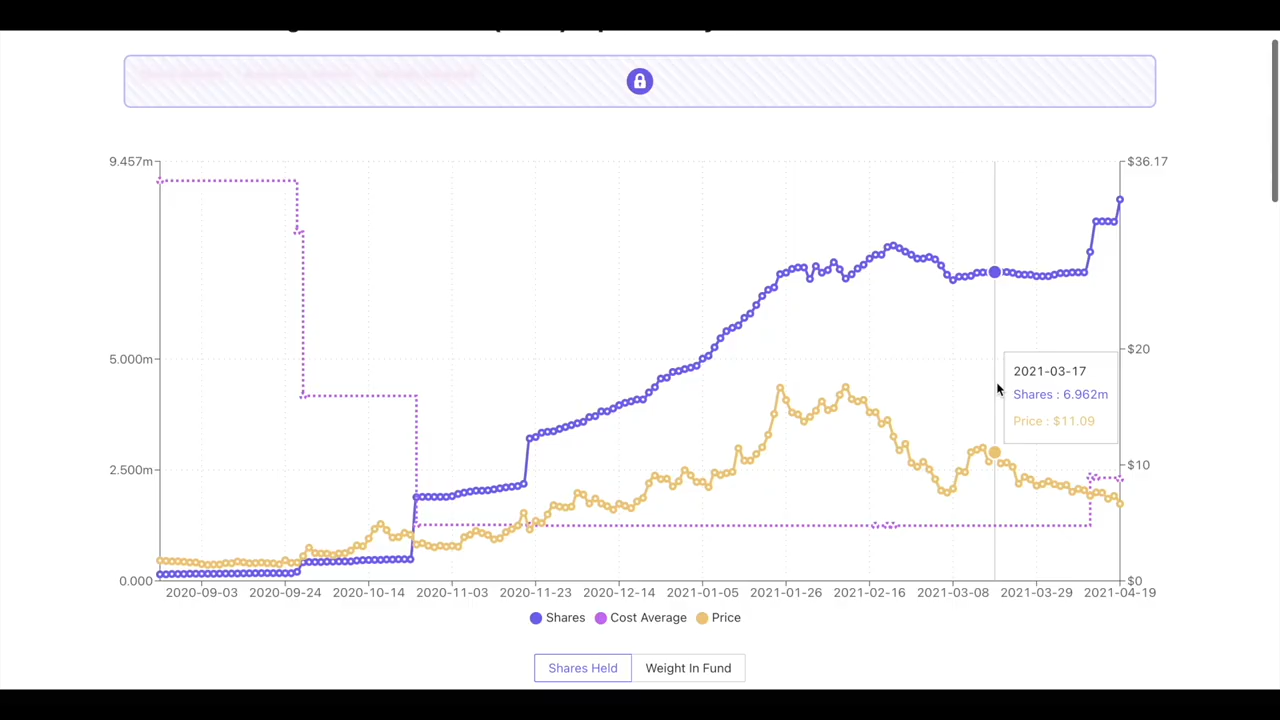 9.457m
$36.17
5.000m
$20
2021-03-17
Shares : 6.962m
Price : $11.09
2.500m
$10
0.000
$0
2020-09-03 2020-09-24 2020-10-14 2020-11-03 2020-11-23 2020-12-14 2021-01-05 2021-01-26 2021-02-16 2021-03-08 2021-03-29 2021-04-19
Shares Cost Average Price
Shares Held Weight In Fund